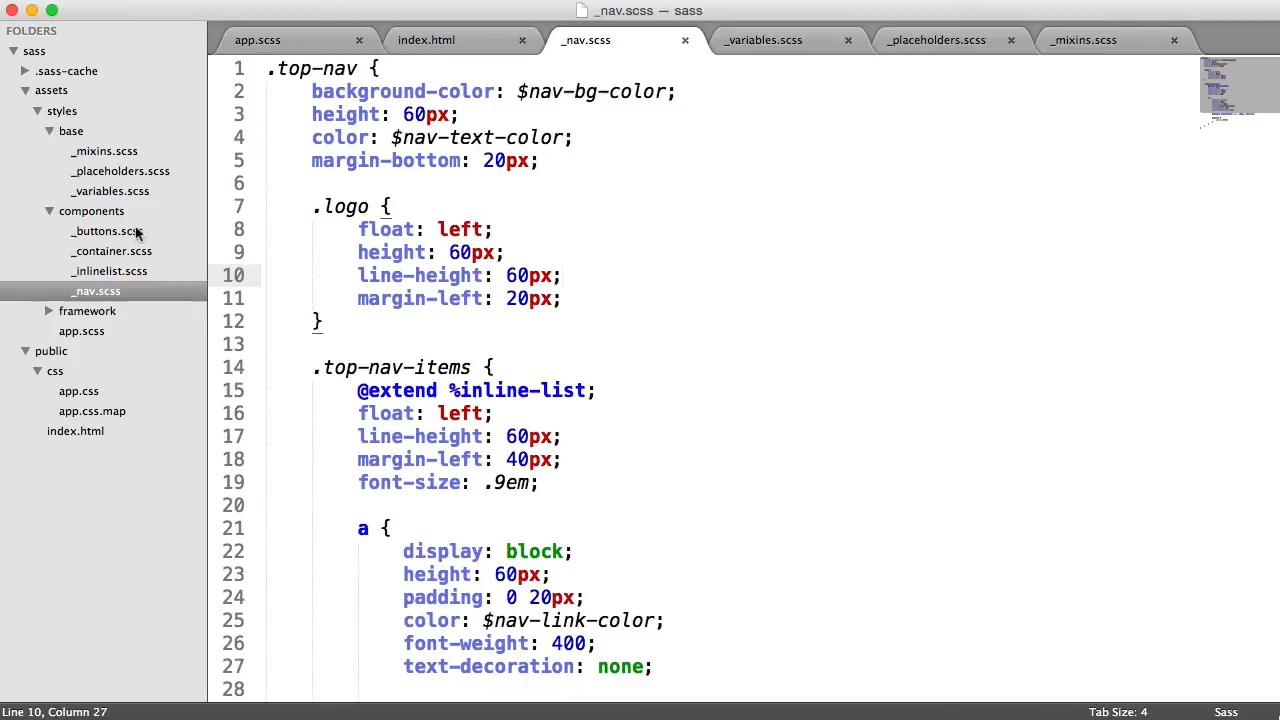 _nav.scss — sass
FOLDERS
sass
.sass-cache
assets
styles
base
_mixins.scss
_placeholders.scss
_variables.scss
components
_buttons.scss
_container.scss
_inlinelist.scss
_nav.scss
framework
app.scss
public
css
app.css
app.css.map
index.html
app.scss × index.html × _nav.scss × _variables.scss × _placeholders.scss × _mixins.scss ×
1 .top-nav {
2 background-color: $nav-bg-color;
3 height: 60px;
4 color: $nav-text-color;
5 margin-bottom: 20px;
6
7 .logo {
8 float: left;
9 height: 60px;
10 line-height: 60px;
11 margin-left: 20px;
12 }
13
14 .top-nav-items {
15 @extend %inline-list;
16 float: left;
17 line-height: 60px;
18 margin-left: 40px;
19 font-size: .9em;
20
21 a {
22 display: block;
23 height: 60px;
24 padding: 0 20px;
25 color: $nav-link-color;
26 font-weight: 400;
27 text-decoration: none;
28
Line 10, Column 27 Tab Size: 4 Sass